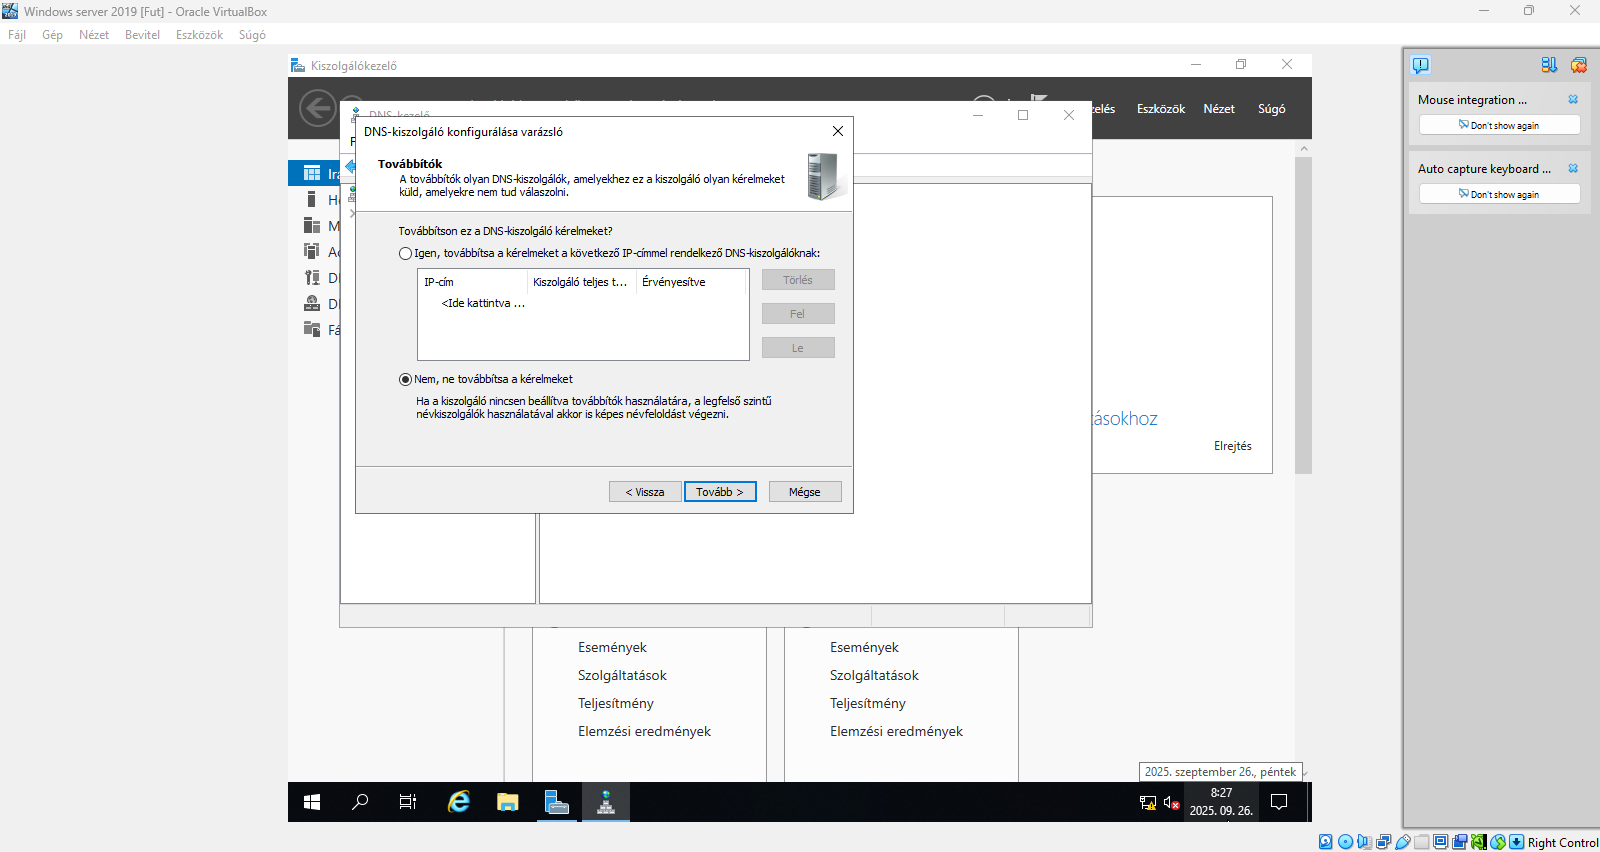 Windows server 2019 [Fut] - Oracle VirtualBox
Fájl Gép Nézet Bevitel Eszközök Súgó
Kiszolgálókezelő
Eszközök Nézet Súgó
DNS-kezelő
DNS-kiszolgáló konfigurálása varázsló
Továbbítók
A továbbítók olyan DNS-kiszolgálók, amelyekhez ez a kiszolgáló olyan kérelmeket
küld, amelyekre nem tud válaszolni.
Továbbítson ez a DNS-kiszolgáló kérelmeket?
Igen, továbbítsa a kérelmeket a következő IP-címmel rendelkező DNS-kiszolgálóknak:
IP-cím Kiszolgáló teljes t... Érvényesítve
<Ide kattintva ...
Törlés
Fel
Le
Nem, ne továbbítsa a kérelmeket
Ha a kiszolgáló nincsen beállítva továbbítók használatára, a legfelső szintű
névkiszolgálók használatával akkor is képes névfeloldást végezni.
< Vissza Tovább > Mégse
ásokhoz
Elrejtés
Események
Szolgáltatások
Teljesítmény
Elemzési eredmények
Események
Szolgáltatások
Teljesítmény
Elemzési eredmények
2025. szeptember 26., péntek
8:27
2025. 09. 26.
Mouse integration ...
Don't show again
Auto capture keyboard ...
Don't show again
Right Control